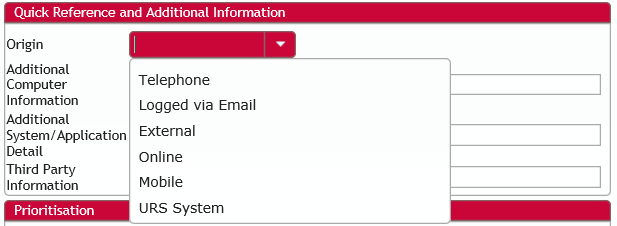 Quick Reference and Additional Information
Origin
Telephone
Logged via Email
External
Online
Mobile
URS System
Additional
Computer
Information
Additional
System/Application
Detail
Third Party
Information
Prioritisation